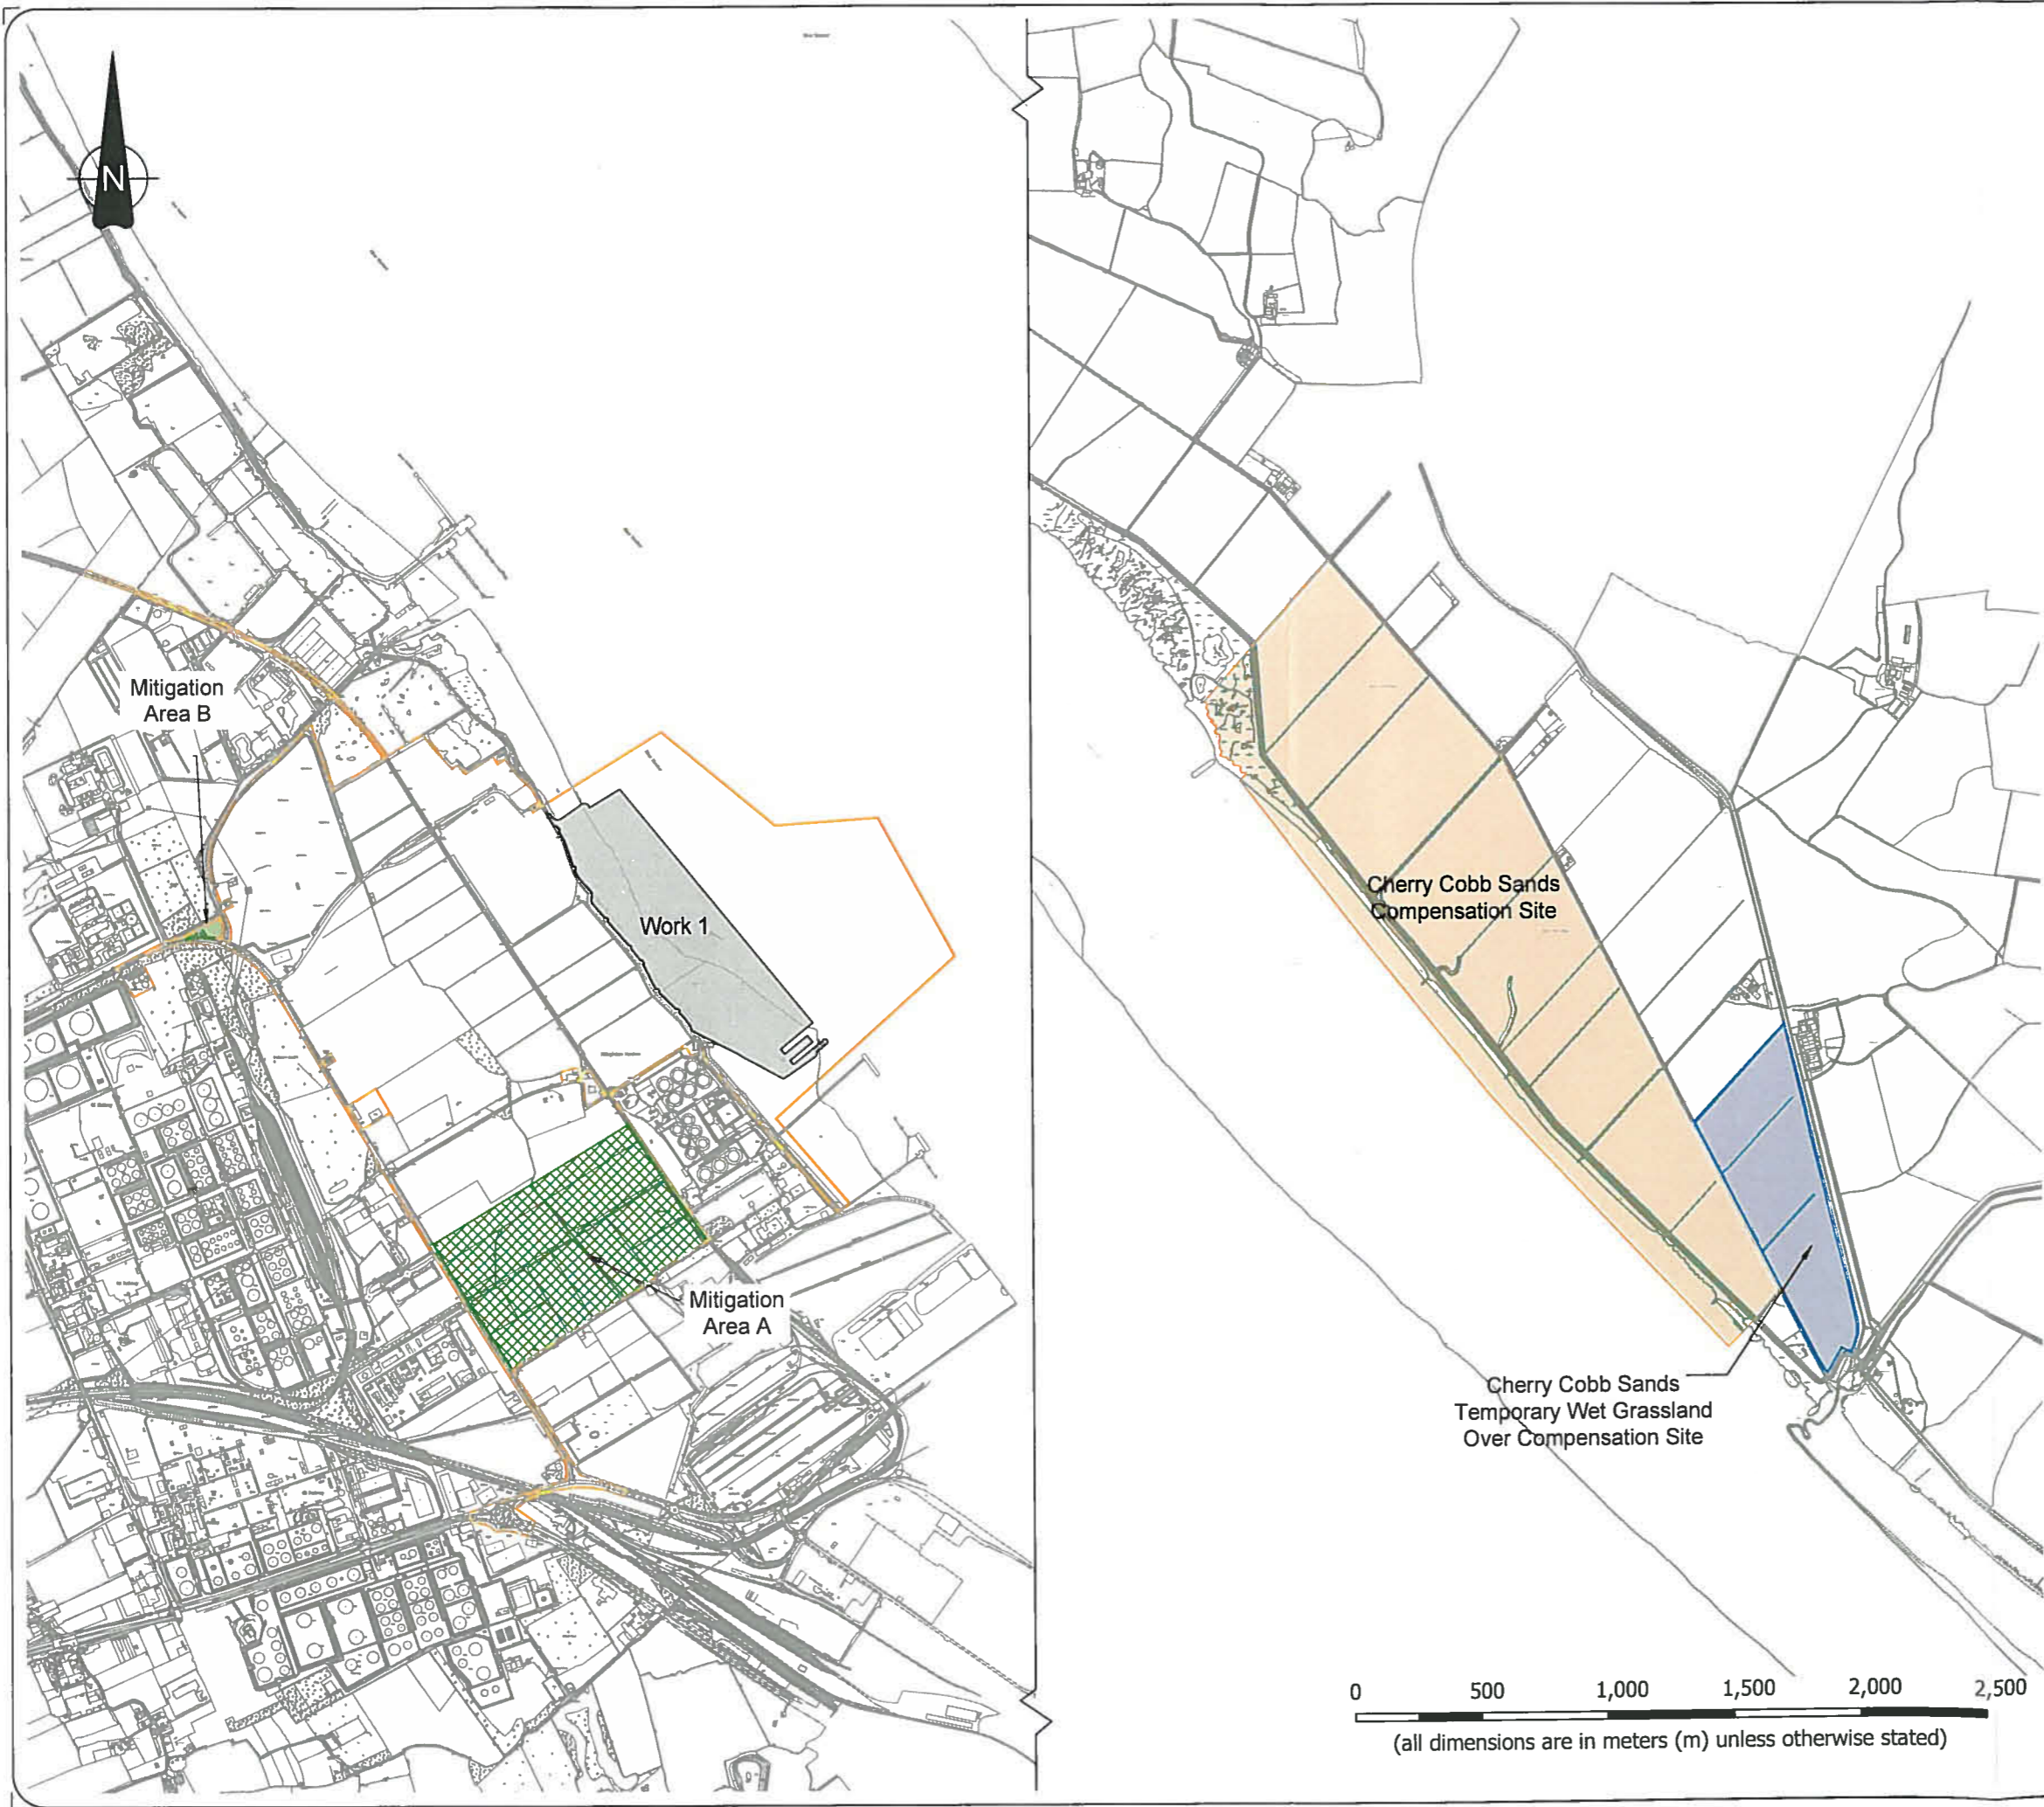 N
Mitigation
Area B
Work 1
Mitigation
Area A
Cherry Cobb Sands
Compensation Site
Cherry Cobb Sands
Temporary Wet Grassland
Over Compensation Site
0 500 1,000 1,500 2,000 2,500
(all dimensions are in meters (m) unless otherwise stated)